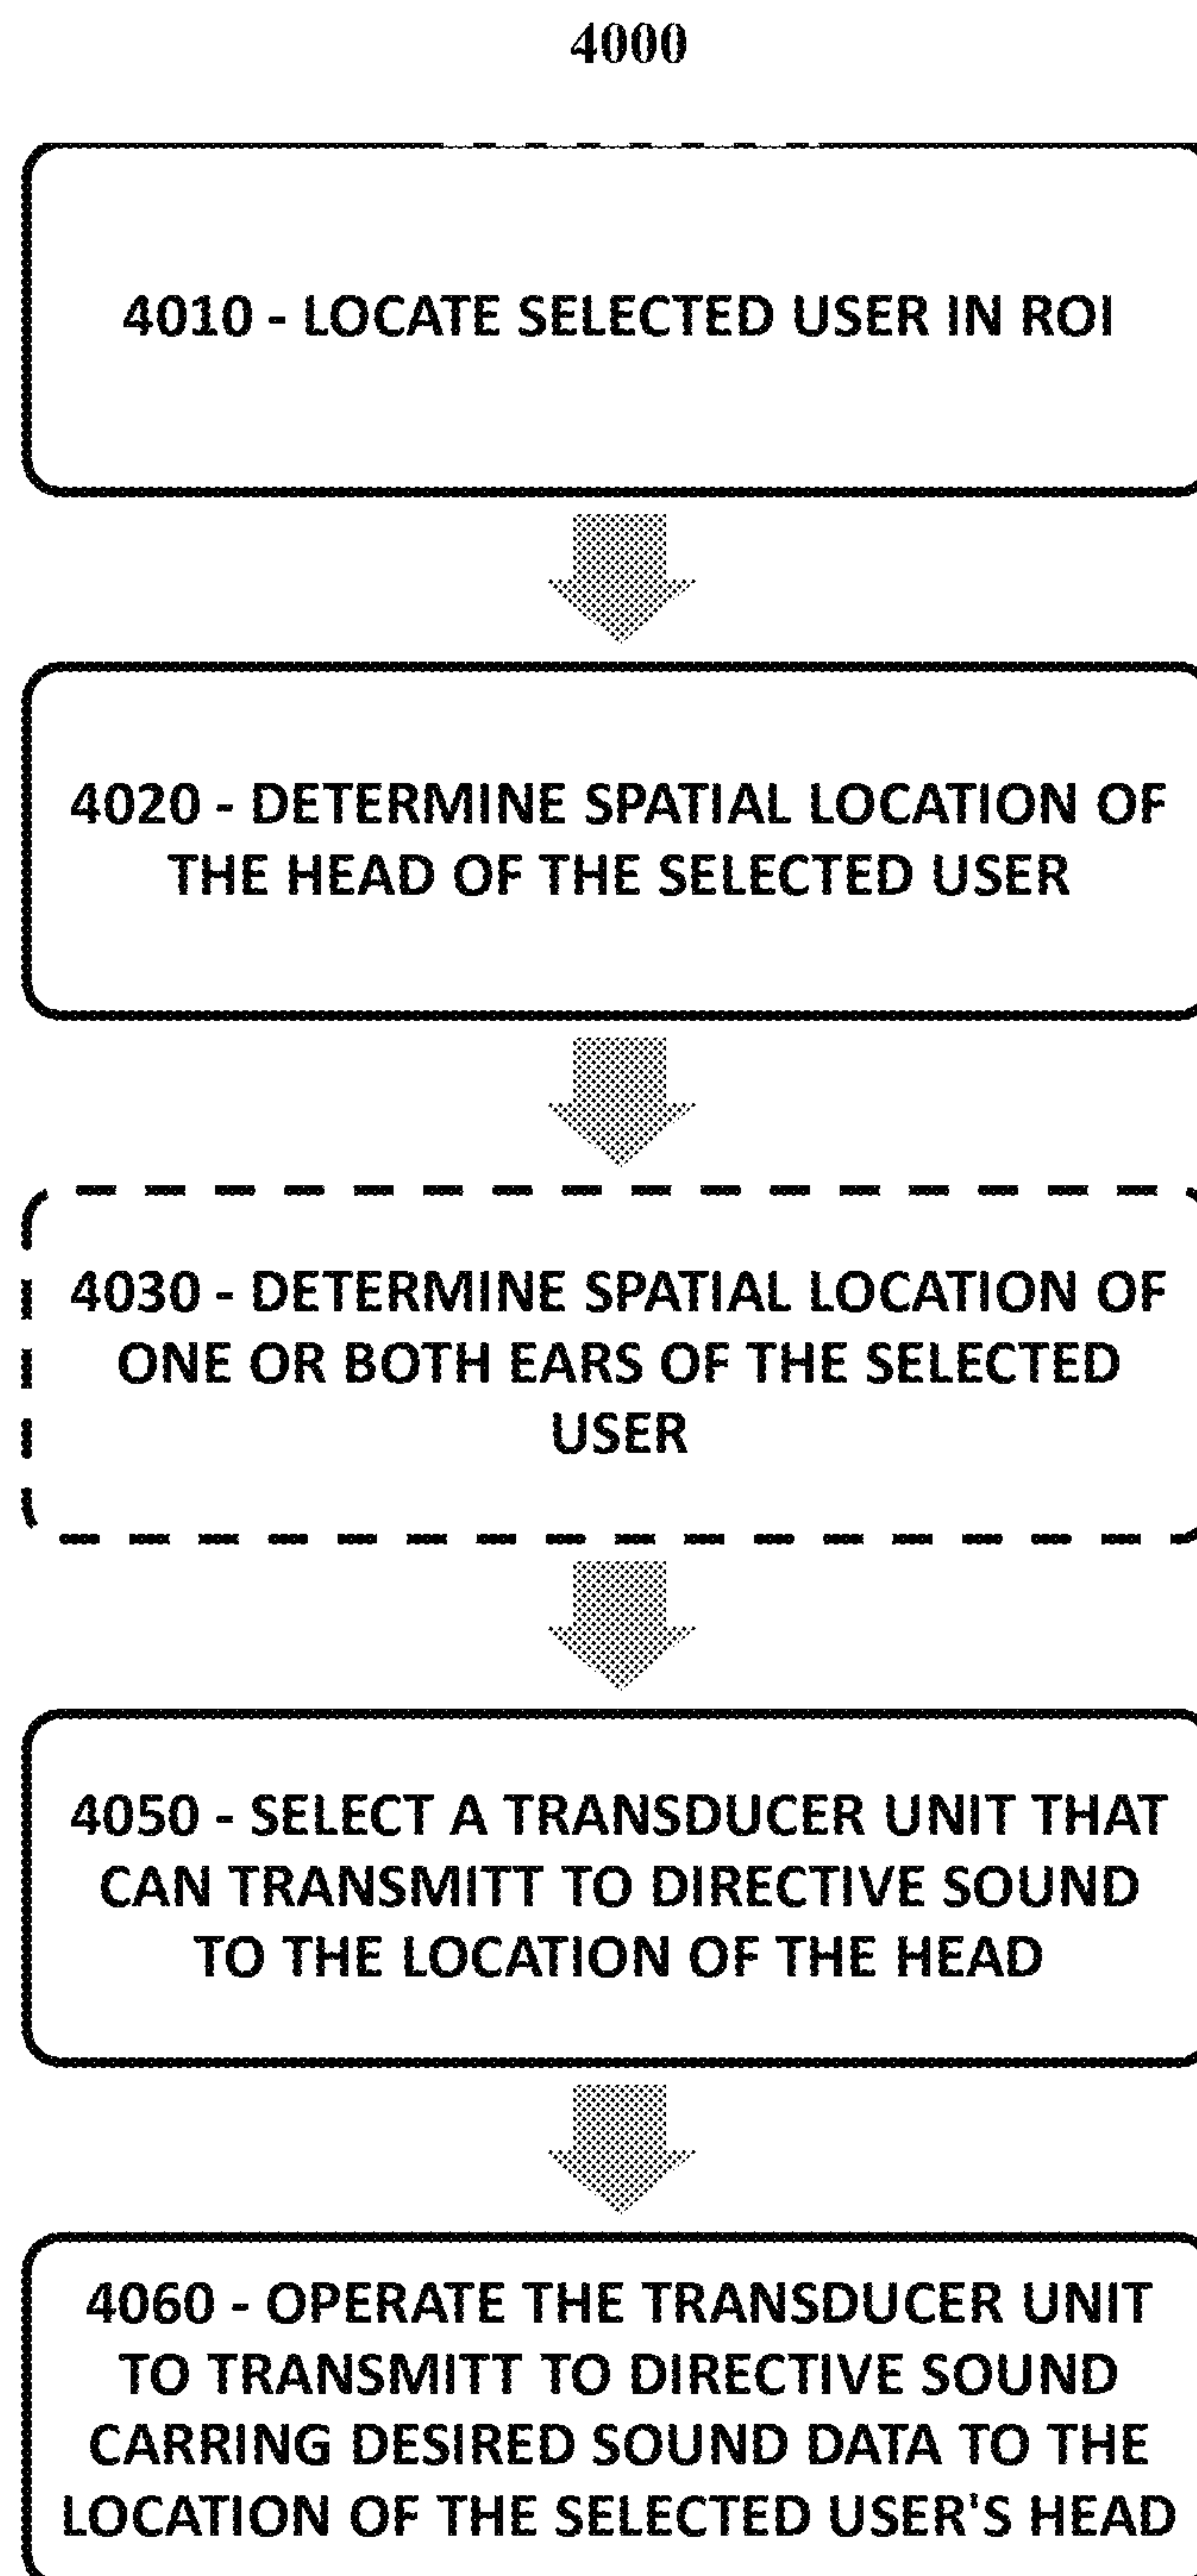 4000
4010 - LOCATE SELECTED USER IN ROI
4020 - DETERMINE SPATIAL LOCATION OF
THE HEAD OF THE SELECTED USER
4030 - DETERMINE SPATIAL LOCATION OF
ONE OR BOTH EARS OF THE SELECTED
USER
4050 - SELECT A TRANSDUCER UNIT THAT
CAN TRANSMITT TO DIRECTIVE SOUND
TO THE LOCATION OF THE HEAD
4060 - OPERATE THE TRANSDUCER UNIT
TO TRANSMITT TO DIRECTIVE SOUND
CARRING DESIRED SOUND DATA TO THE
LOCATION OF THE SELECTED USER'S HEAD